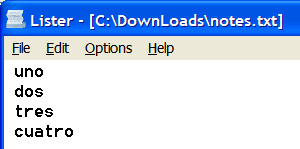 Lister - [C:\DownLoads\notes.txt]
File Edit Options Help
uno
dos
tres
cuatro